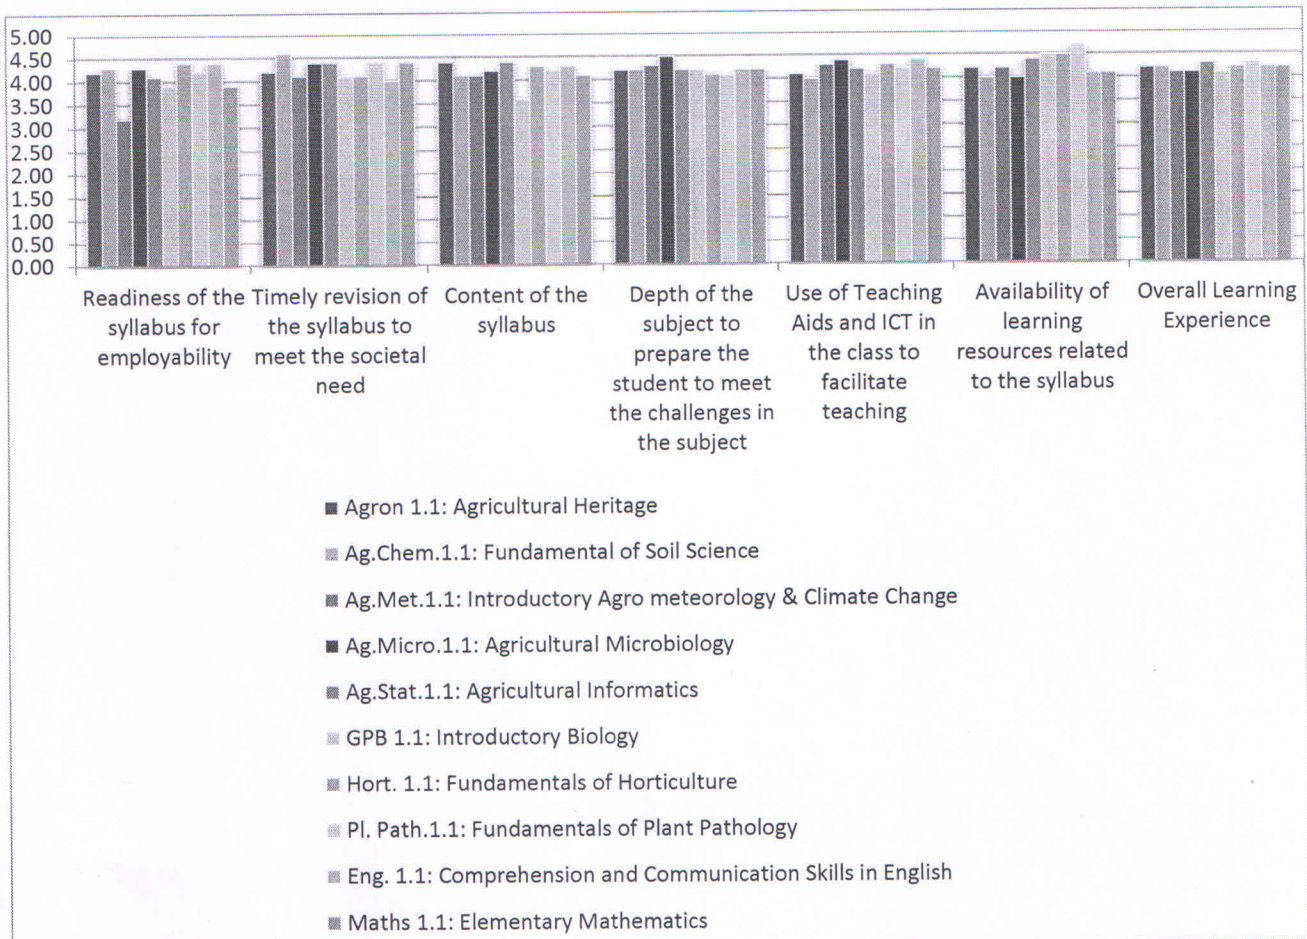 5.00
4.50
4.00
3.50
3.00
2.50
2.00
1.50
1.00
0.50
0.00
Readiness of the
syllabus for
employability
Timely revision of
the syllabus to
meet the societal
need
Content of the
syllabus
Depth of the
subject to
prepare the
student to meet
the challenges in
the subject
Use of Teaching
Aids and ICT in
the class to
facilitate
teaching
Availability of
learning
resources related
to the syllabus
Overall Learning
Experience
Agron 1.1: Agricultural Heritage
Ag.Chem.1.1: Fundamental of Soil Science
Ag.Met.1.1: Introductory Agro meteorology & Climate Change
Ag.Micro.1.1: Agricultural Microbiology
Ag.Stat.1.1: Agricultural Informatics
GPB 1.1: Introductory Biology
Hort. 1.1: Fundamentals of Horticulture
Pl. Path.1.1: Fundamentals of Plant Pathology
Eng. 1.1: Comprehension and Communication Skills in English
Maths 1.1: Elementary Mathematics